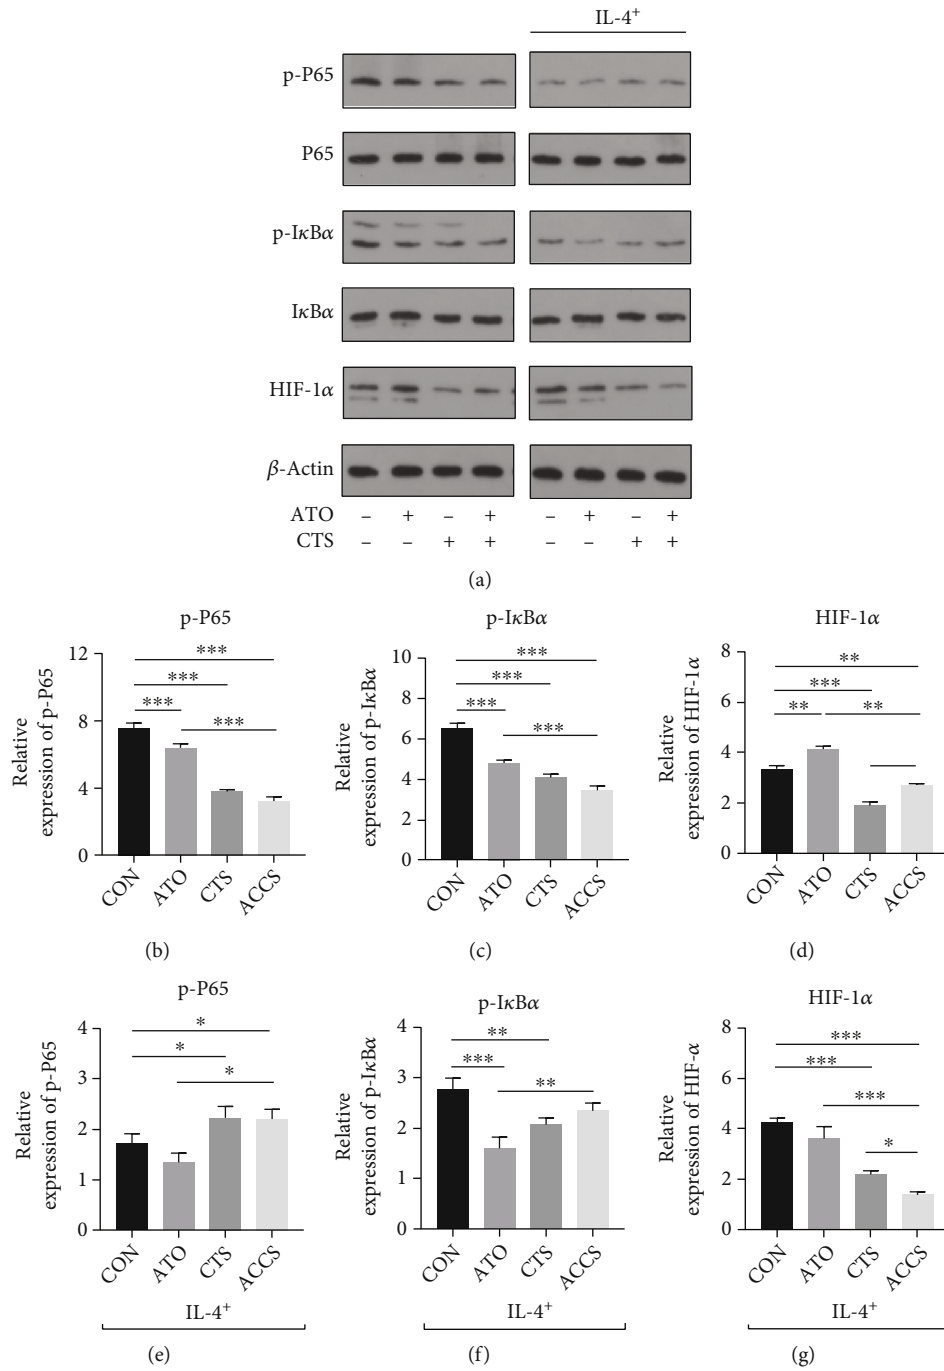 IL-4+
p-P65
P65
p-IκBα
IκBα
HIF-1α
β-Actin
ATO – + – + – + – +
CTS – – + + – – + +
(a)
p-P65
Relative
expression of p-P65
12
8
4
0
***
***
***
***
CON
ATO
CTS
ACCS
(b)
p-IκBα
Relative
expression of p-IκBα
10
8
6
4
2
0
***
***
***
***
CON
ATO
CTS
ACCS
(c)
HIF-1α
Relative
expression of HIF-1α
8
6
4
2
0
**
***
**
**
CON
ATO
CTS
ACCS
(d)
p-P65
Relative
expression of p-P65
4
3
2
1
0
*
*
*
CON
ATO
CTS
ACCS
IL-4+
(e)
p-IκBα
Relative
expression of p-IκBα
4
3
2
1
0
**
***
**
CON
ATO
CTS
ACCS
IL-4+
(f)
HIF-1α
Relative
expression of HIF-α
8
6
4
2
0
***
***
***
*
CON
ATO
CTS
ACCS
IL-4+
(g)